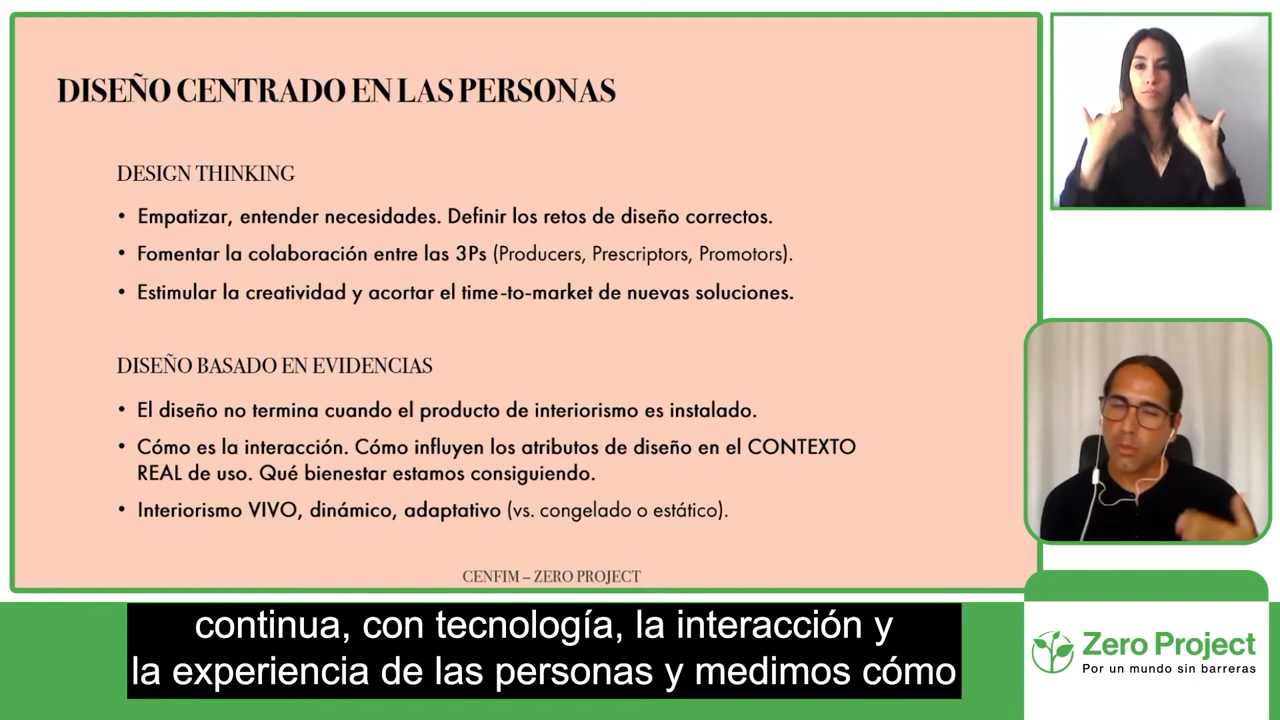 DISEÑO CENTRADO EN LAS PERSONAS
DESIGN THINKING
• Empatizar, entender necesidades. Definir los retos de diseño correctos.
• Fomentar la colaboración entre las 3Ps (Producers, Prescriptors, Promotors).
• Estimular la creatividad y acortar el time-to-market de nuevas soluciones.
DISEÑO BASADO EN EVIDENCIAS
• El diseño no termina cuando el producto de interiorismo es instalado.
• Cómo es la interacción. Cómo influyen los atributos de diseño en el CONTEXTO
REAL de uso. Qué bienestar estamos consiguiendo.
• Interiorismo VIVO, dinámico, adaptativo (vs. congelado o estático).
CENFIM – ZERO PROJECT
continua, con tecnología, la interacción y
la experiencia de las personas y medimos cómo
Zero Project
Por un mundo sin barreras